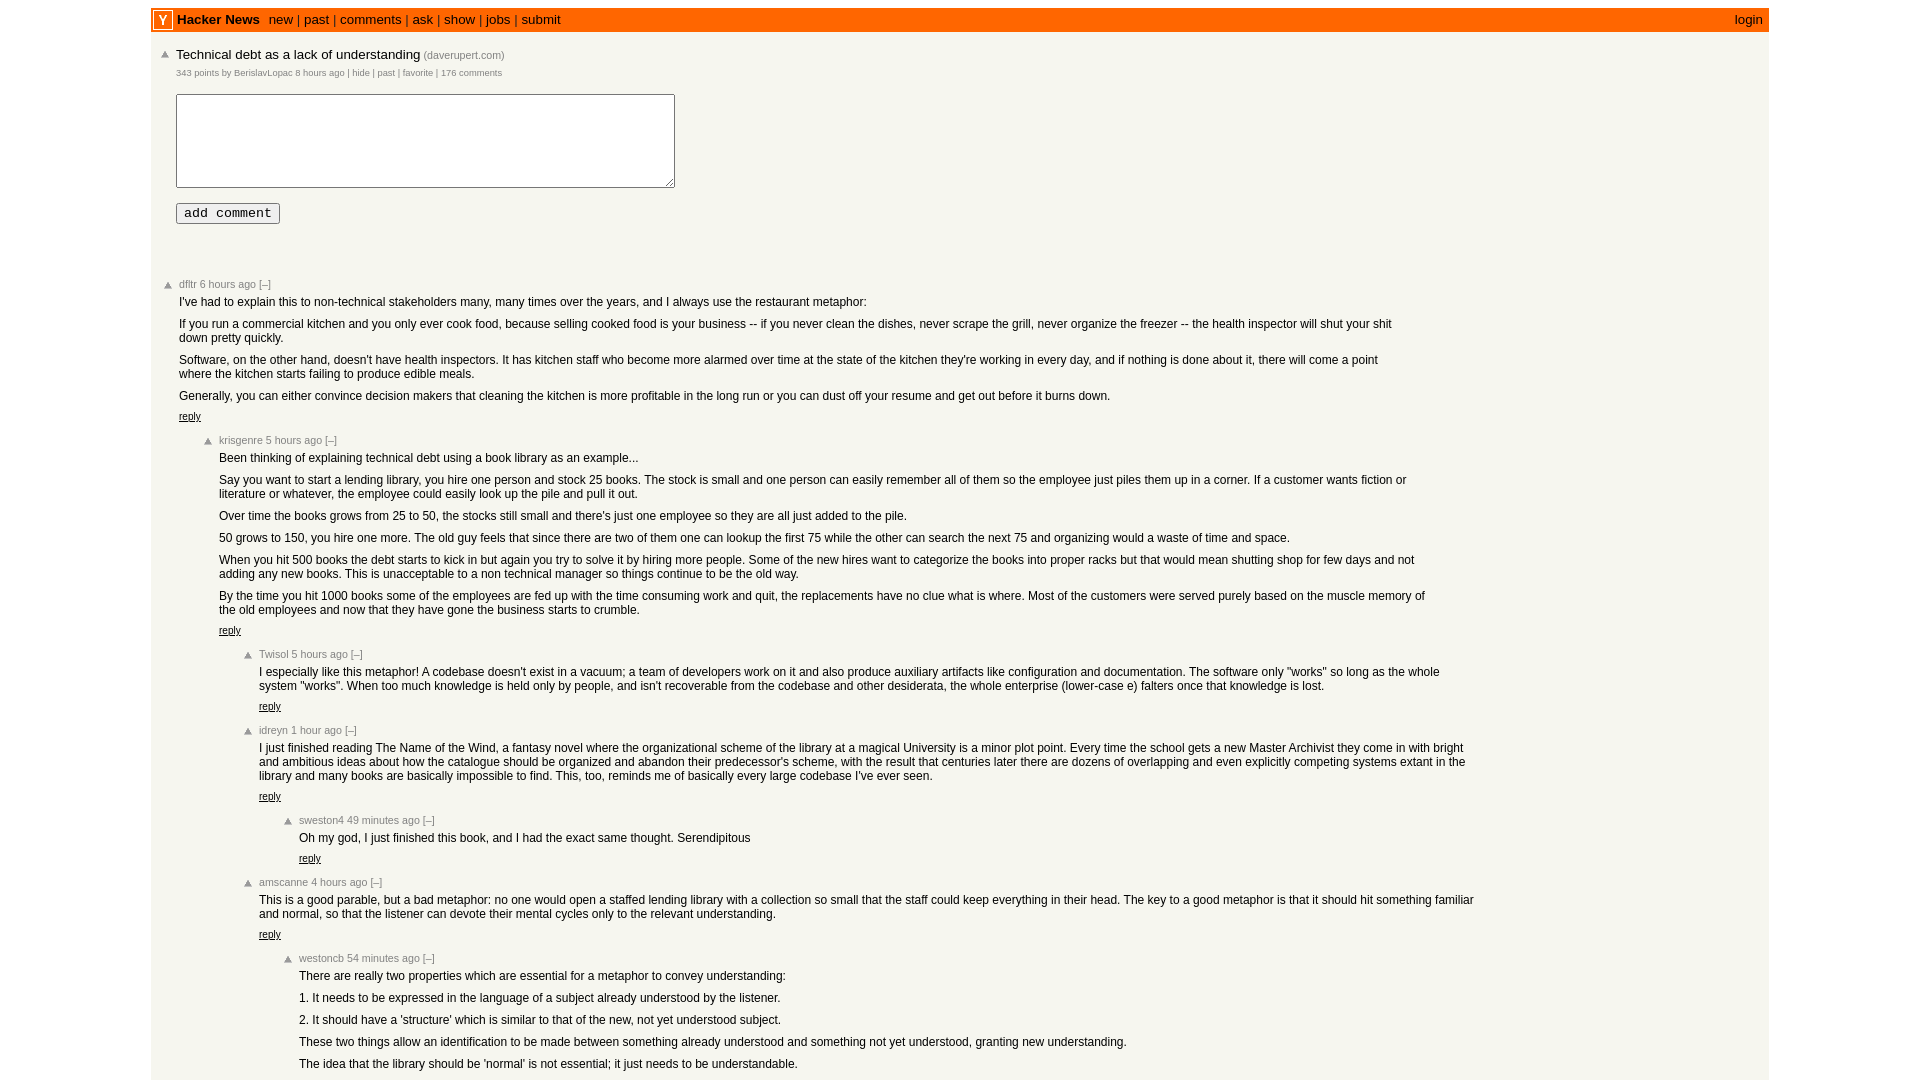 Y Hacker News new | past | comments | ask | show | jobs | submit login
Technical debt as a lack of understanding (daverupert.com)
343 points by BerislavLopac 8 hours ago | hide | past | favorite | 176 comments
add comment
dfltr 6 hours ago [–]
I've had to explain this to non-technical stakeholders many, many times over the years, and I always use the restaurant metaphor:
If you run a commercial kitchen and you only ever cook food, because selling cooked food is your business -- if you never clean the dishes, never scrape the grill, never organize the freezer -- the health inspector will shut your shit
down pretty quickly.
Software, on the other hand, doesn't have health inspectors. It has kitchen staff who become more alarmed over time at the state of the kitchen they're working in every day, and if nothing is done about it, there will come a point
where the kitchen starts failing to produce edible meals.
Generally, you can either convince decision makers that cleaning the kitchen is more profitable in the long run or you can dust off your resume and get out before it burns down.
reply
krisgenre 5 hours ago [–]
Been thinking of explaining technical debt using a book library as an example...
Say you want to start a lending library, you hire one person and stock 25 books. The stock is small and one person can easily remember all of them so the employee just piles them up in a corner. If a customer wants fiction or
literature or whatever, the employee could easily look up the pile and pull it out.
Over time the books grows from 25 to 50, the stocks still small and there's just one employee so they are all just added to the pile.
50 grows to 150, you hire one more. The old guy feels that since there are two of them one can lookup the first 75 while the other can search the next 75 and organizing would a waste of time and space.
When you hit 500 books the debt starts to kick in but again you try to solve it by hiring more people. Some of the new hires want to categorize the books into proper racks but that would mean shutting shop for few days and not
adding any new books. This is unacceptable to a non technical manager so things continue to be the old way.
By the time you hit 1000 books some of the employees are fed up with the time consuming work and quit, the replacements have no clue what is where. Most of the customers were served purely based on the muscle memory of
the old employees and now that they have gone the business starts to crumble.
reply
Twisol 5 hours ago [–]
I especially like this metaphor! A codebase doesn't exist in a vacuum; a team of developers work on it and also produce auxiliary artifacts like configuration and documentation. The software only "works" so long as the whole
system "works". When too much knowledge is held only by people, and isn't recoverable from the codebase and other desiderata, the whole enterprise (lower-case e) falters once that knowledge is lost.
reply
idreyn 1 hour ago [–]
I just finished reading The Name of the Wind, a fantasy novel where the organizational scheme of the library at a magical University is a minor plot point. Every time the school gets a new Master Archivist they come in with bright
and ambitious ideas about how the catalogue should be organized and abandon their predecessor's scheme, with the result that centuries later there are dozens of overlapping and even explicitly competing systems extant in the
library and many books are basically impossible to find. This, too, reminds me of basically every large codebase I've ever seen.
reply
sweston4 49 minutes ago [–]
Oh my god, I just finished this book, and I had the exact same thought. Serendipitous
reply
amscanne 4 hours ago [–]
This is a good parable, but a bad metaphor: no one would open a staffed lending library with a collection so small that the staff could keep everything in their head. The key to a good metaphor is that it should hit something familiar
and normal, so that the listener can devote their mental cycles only to the relevant understanding.
reply
westoncb 54 minutes ago [–]
There are really two properties which are essential for a metaphor to convey understanding:
1. It needs to be expressed in the language of a subject already understood by the listener.
2. It should have a 'structure' which is similar to that of the new, not yet understood subject.
These two things allow an identification to be made between something already understood and something not yet understood, granting new understanding.
The idea that the library should be 'normal' is not essential; it just needs to be understandable.